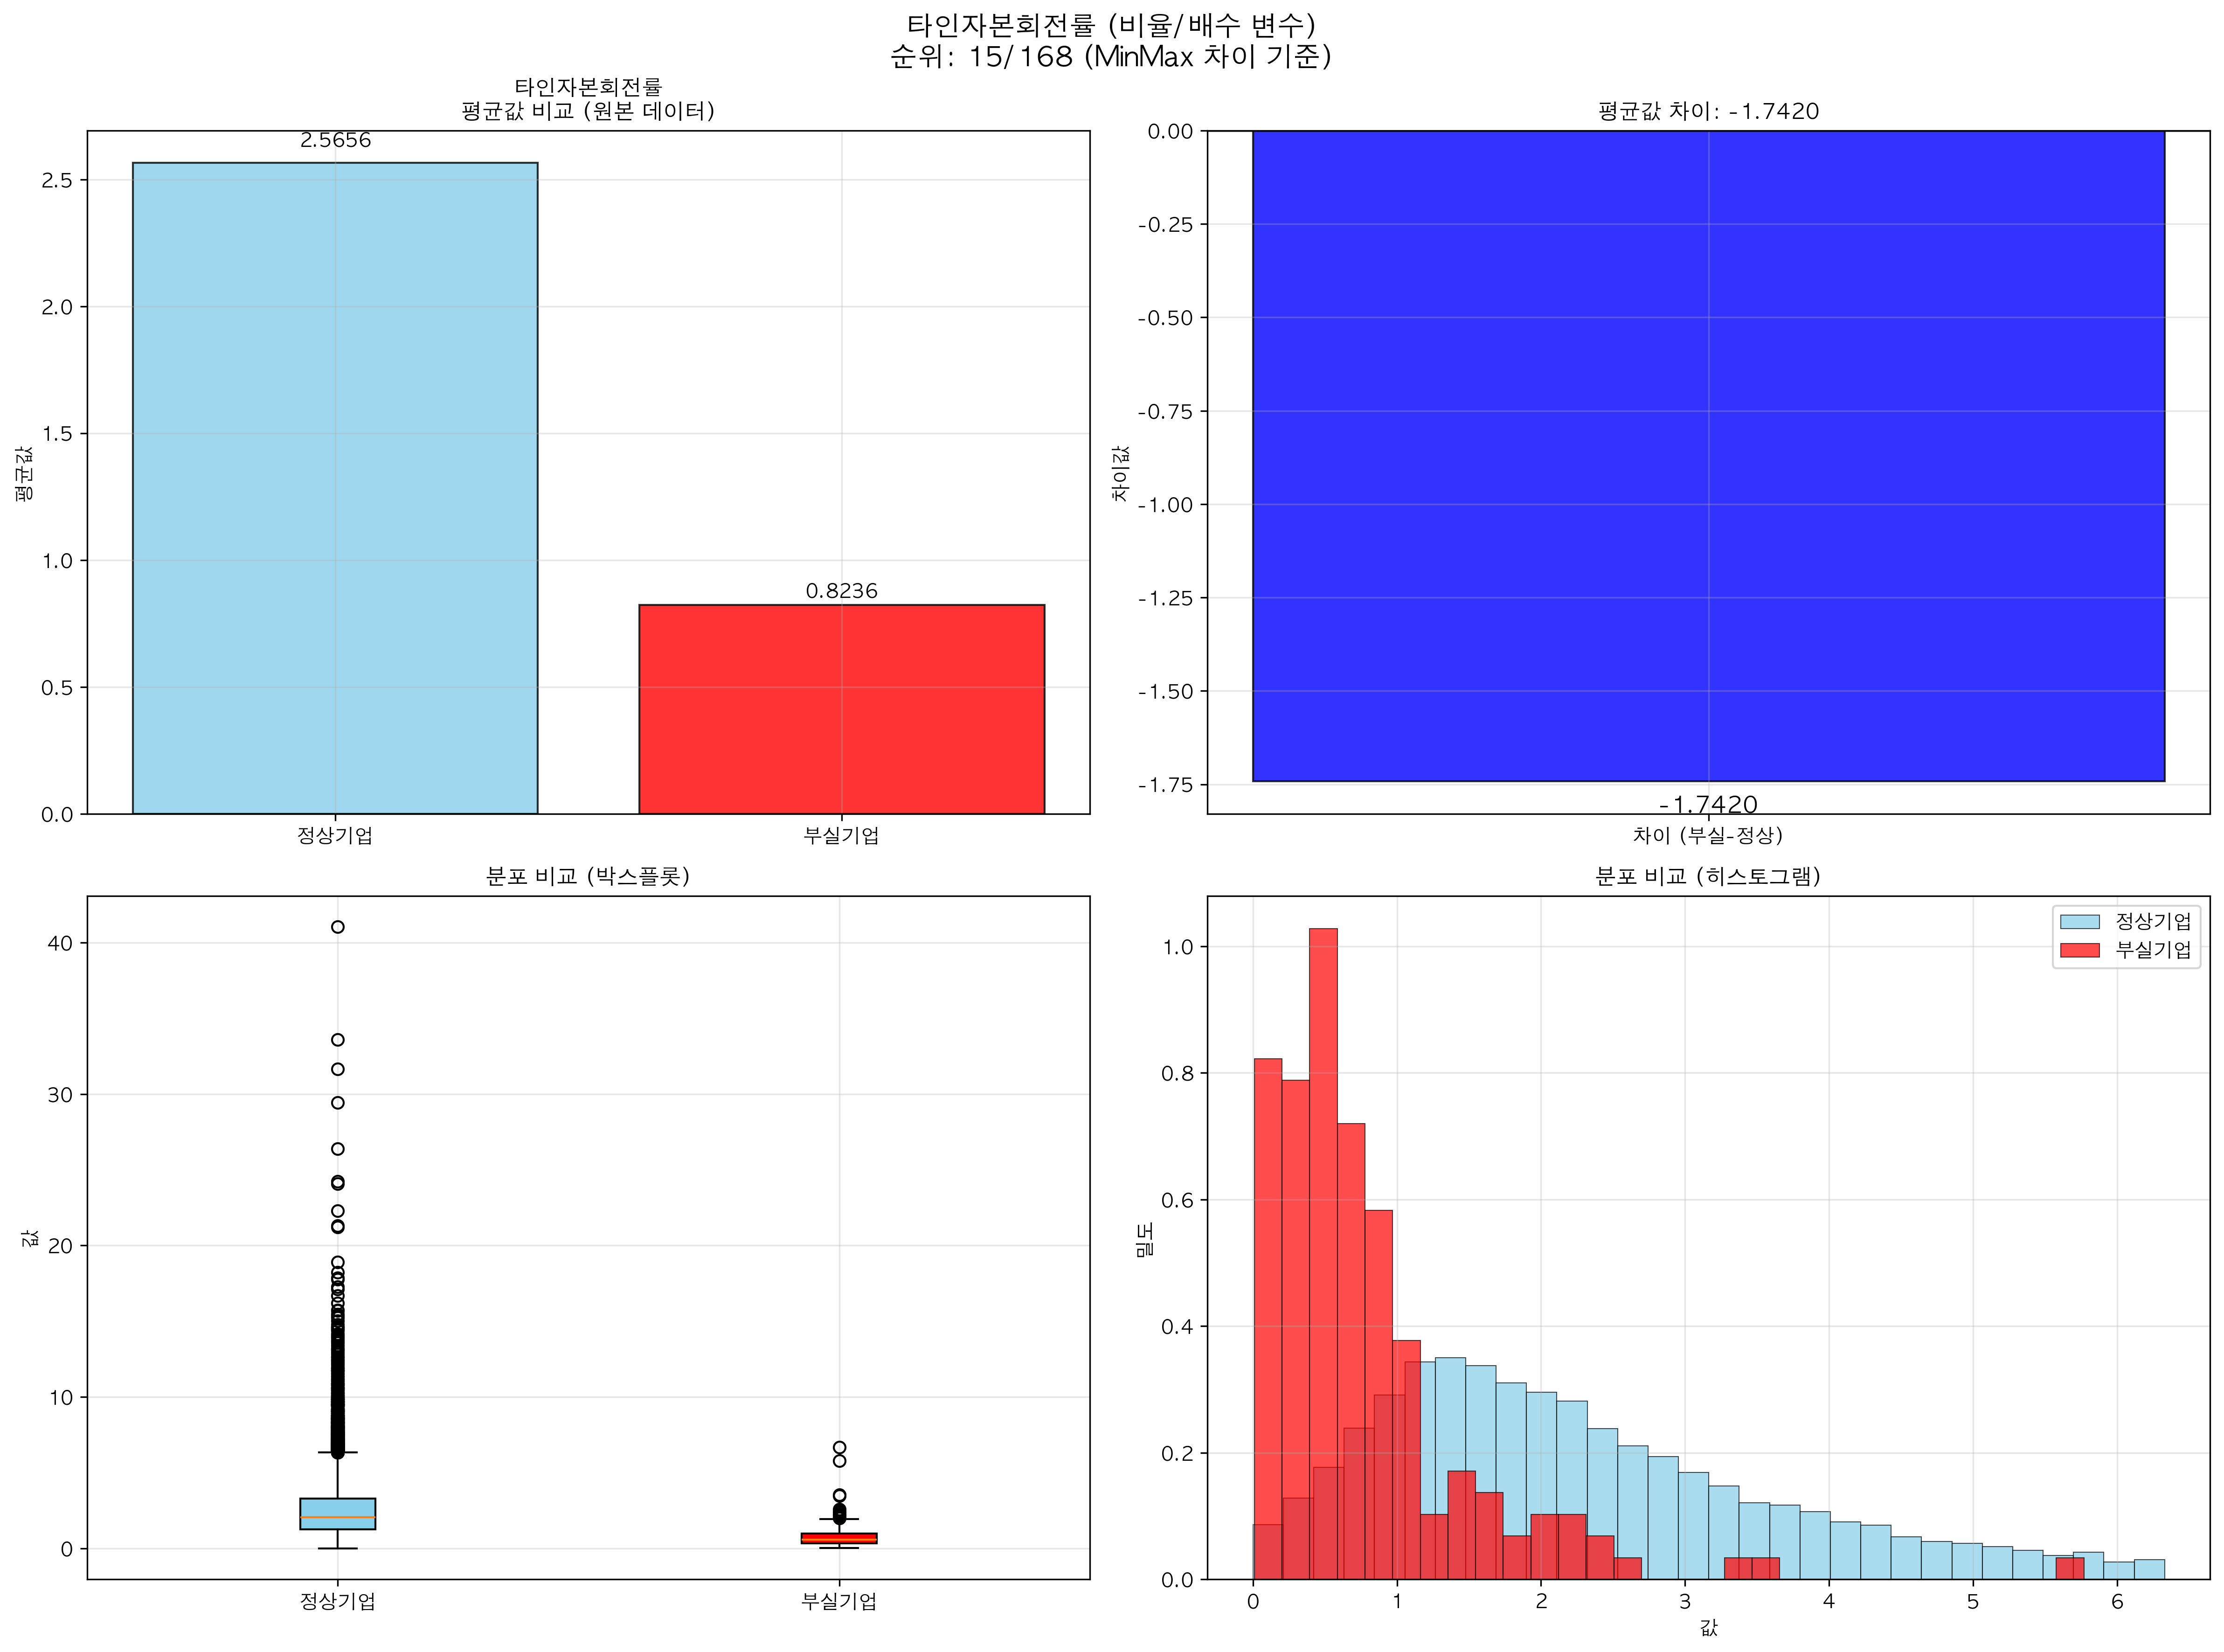 타인자본회전률 (비율/배수 변수)
순위: 15/168 (MinMax 차이 기준)
타인자본회전률
평균값 비교 (원본 데이터)
2.5656
0.8236
평균값
2.5
2.0
1.5
1.0
0.5
0.0
정상기업
부실기업
평균값 차이: -1.7420
차이값
0.00
-0.25
-0.50
-0.75
-1.00
-1.25
-1.50
-1.75
-1.7420
차이 (부실-정상)
분포 비교 (박스플롯)
값
40
30
20
10
0
정상기업
부실기업
분포 비교 (히스토그램)
정상기업
부실기업
밀도
1.0
0.8
0.6
0.4
0.2
0.0
0
1
2
3
4
5
6
값